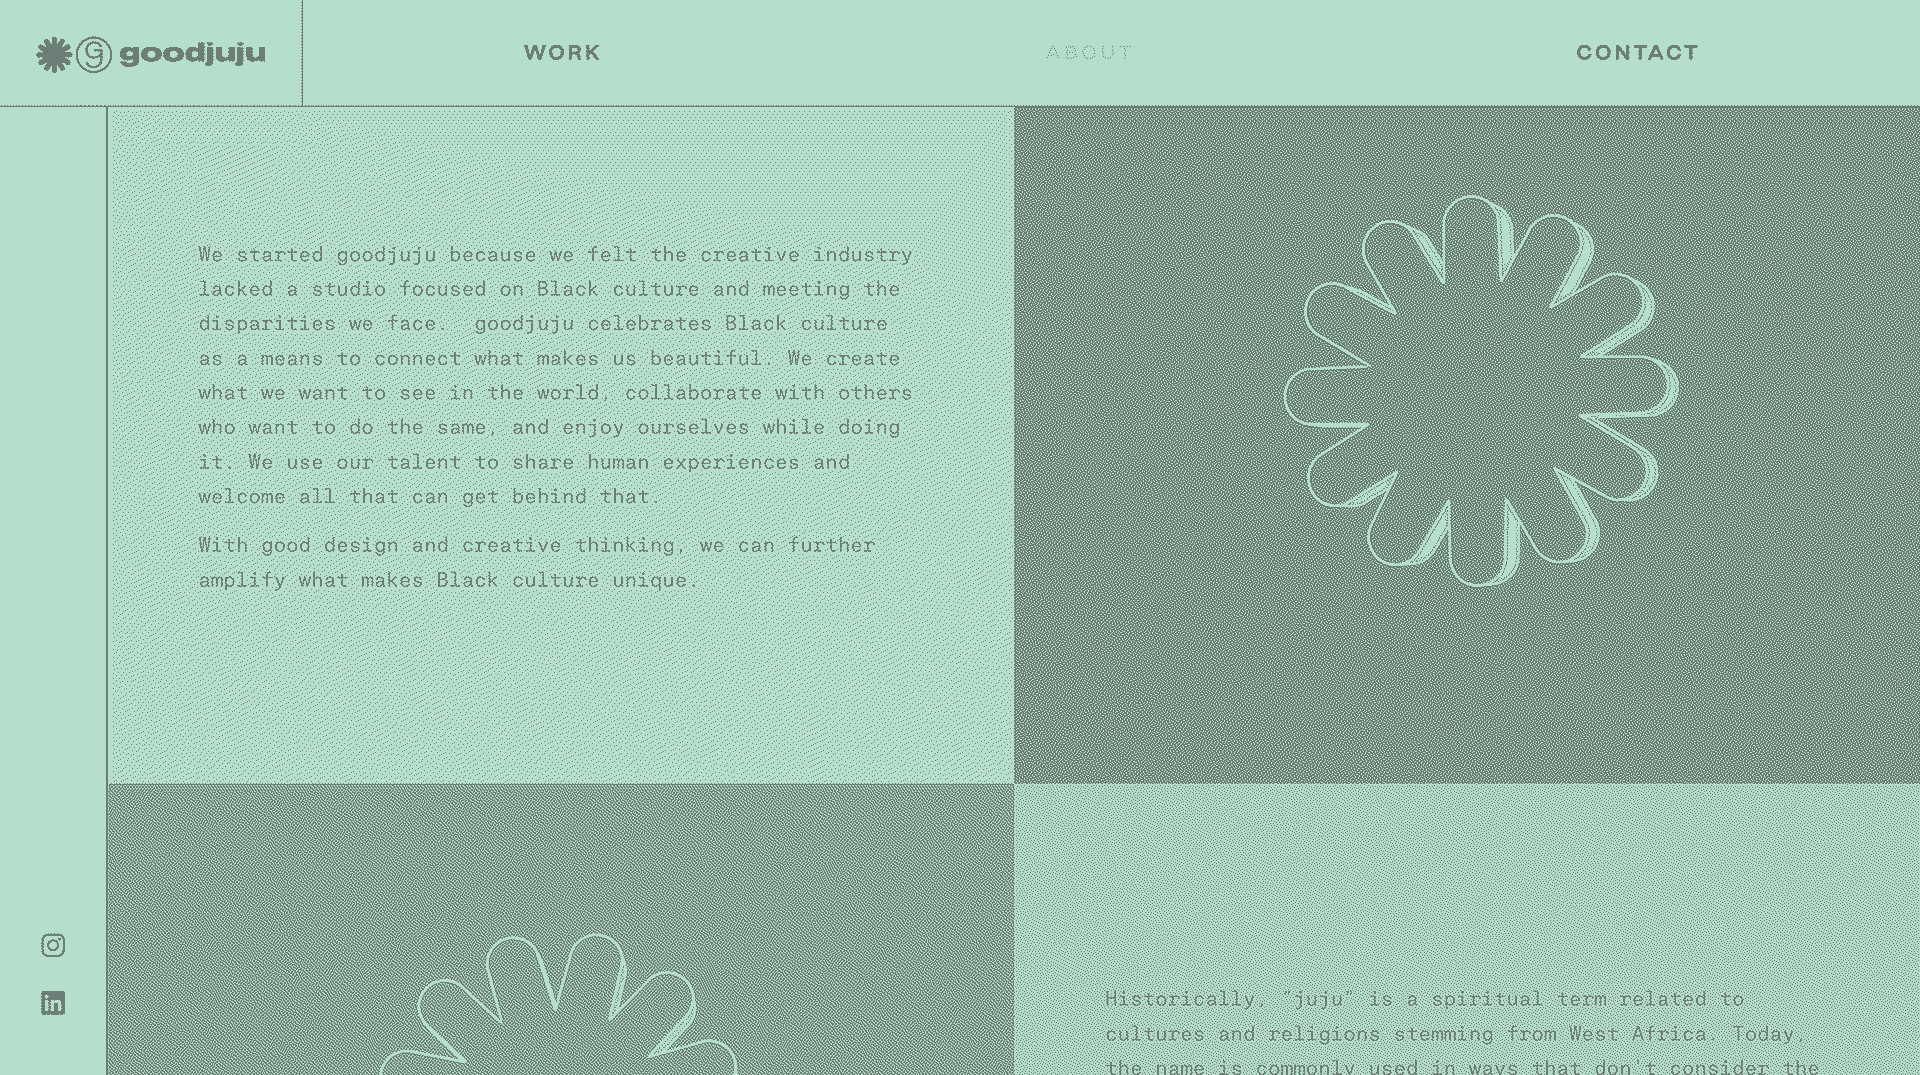 goodjuju
WORK
ABOUT
CONTACT
We started goodjuju because we felt the creative industry
lacked a studio focused on Black culture and meeting the
disparities we face.  goodjuju celebrates Black culture
as a means to connect what makes us beautiful. We create
what we want to see in the world, collaborate with others
who want to do the same, and enjoy ourselves while doing
it. We use our talent to share human experiences and
welcome all that can get behind that.
With good design and creative thinking, we can further
amplify what makes Black culture unique.
Historically, "juju" is a spiritual term related to
cultures and religions stemming from West Africa. Today,
the name is commonly used in ways that don't consider the